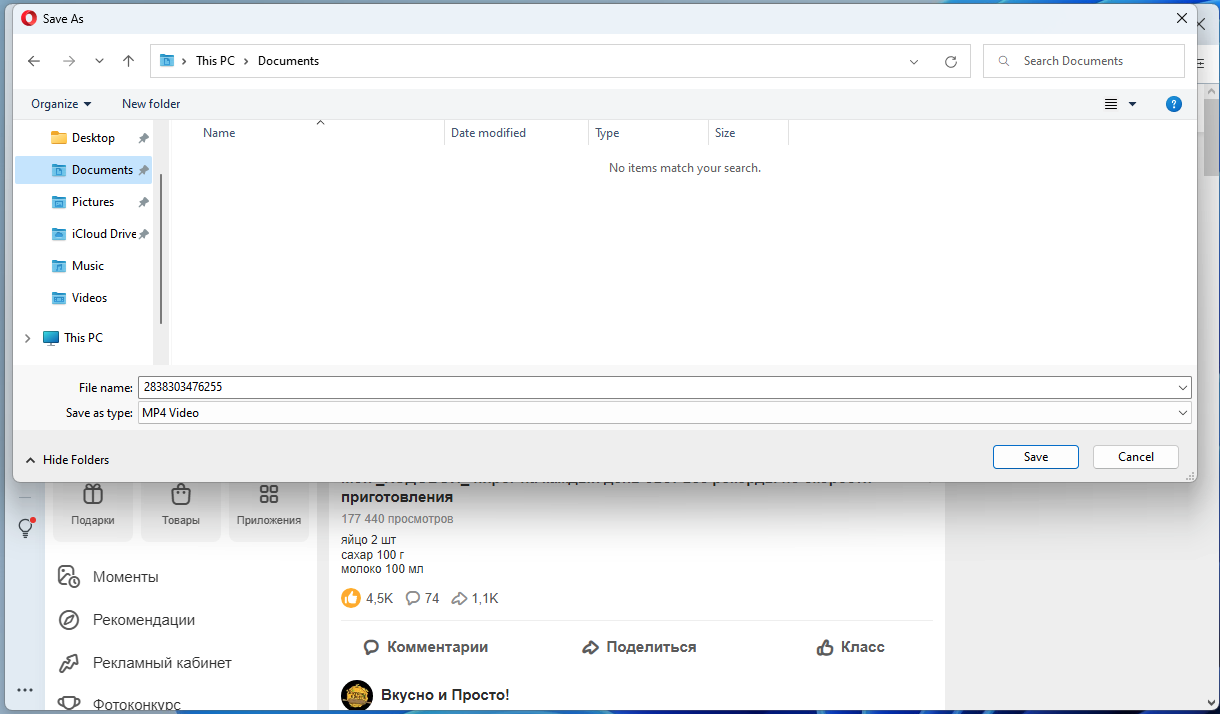 Save As
This PC
Documents
Search Documents
Organize
New folder
Name
Date modified
Type
Size
Desktop
Documents
Pictures
iCloud Drive
Music
Videos
This PC
No items match your search.
File name:
2838303476255
Save as type:
MP4 Video
Hide Folders
Save
Cancel
Подарки
Товары
Приложения
Моменты
Рекомендации
Рекламный кабинет
Фотоконкурс
приготовления
177 440 просмотров
яйцо 2 шт
сахар 100 г
молоко 100 мл
4,5K
74
1,1K
Комментарии
Поделиться
Класс
Вкусно и Просто!